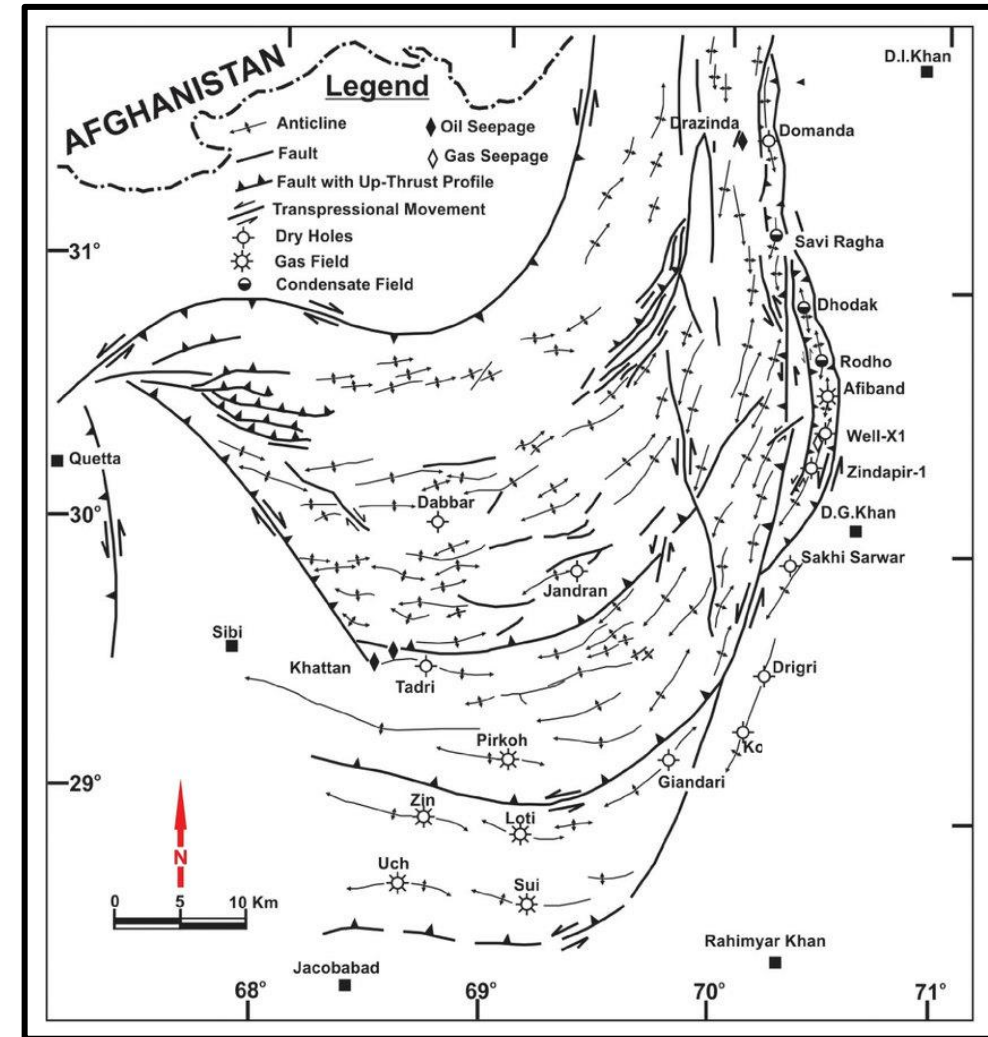 AFGHANISTAN
Legend
Anticline
Fault
Fault with Up-Thrust Profile
Transpressional Movement
Dry Holes
Gas Field
Condensate Field
Oil Seepage
Gas Seepage
D.I.Khan
Drazinda
Domanda
31°
Savi Ragha
Dhodak
Rodho
Afiband
Well-X1
Quetta
Zindapir-1
Dabbar
30°
D.G.Khan
Sakhi Sarwar
Jandran
Sibi
Khattan
Tadri
Drigri
Pirkoh
Ko
29°
Giandari
Zin
Loti
N
Uch
Sui
0 5 10 Km
Rahimyar Khan
Jacobabad
68° 69° 70° 71°